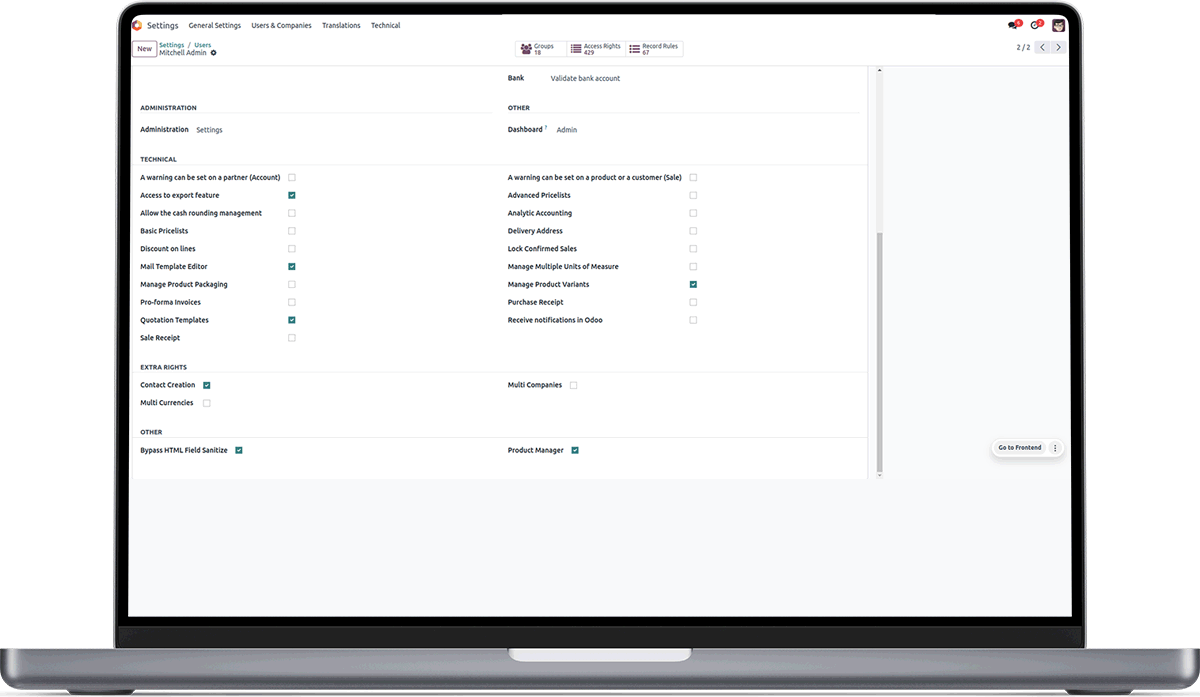 Settings General Settings Users & Companies Translations Technical 4 2
New Settings / Users
Mitchell Admin
Groups 18 Access Rights 429 Record Rules 67
2 / 2
Bank Validate bank account
ADMINISTRATION OTHER
Administration Settings Dashboard ? Admin
TECHNICAL
A warning can be set on a partner (Account) A warning can be set on a product or a customer (Sale)
Access to export feature Advanced Pricelists
Allow the cash rounding management Analytic Accounting
Basic Pricelists Delivery Address
Discount on lines Lock Confirmed Sales
Mail Template Editor Manage Multiple Units of Measure
Manage Product Packaging Manage Product Variants
Pro-forma Invoices Purchase Receipt
Quotation Templates Receive notifications in Odoo
Sale Receipt
EXTRA RIGHTS
Contact Creation Multi Companies
Multi Currencies
OTHER
Bypass HTML Field Sanitize Product Manager
Go to Frontend